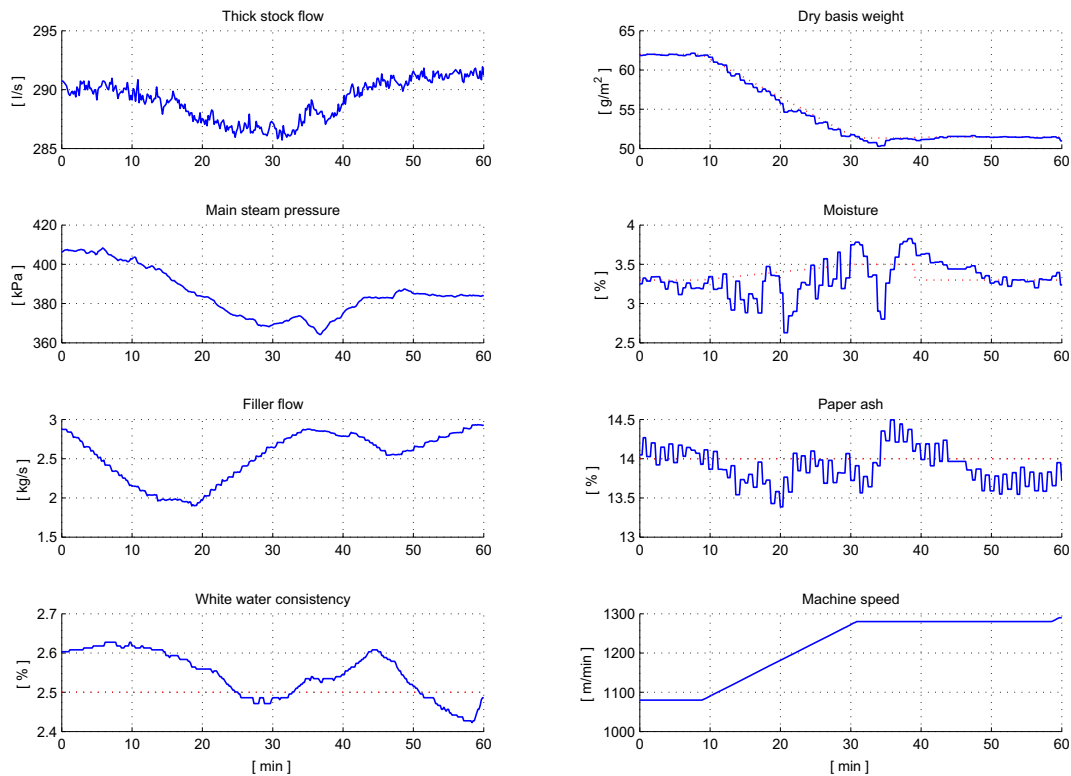 Thick stock flow
295
290
285
[ l/s ]
0 10 20 30 40 50 60
Dry basis weight
65
60
55
50
[ g/m2 ]
0 10 20 30 40 50 60
Main steam pressure
420
400
380
360
[ kPa ]
0 10 20 30 40 50 60
Moisture
4
3.5
3
2.5
[ % ]
0 10 20 30 40 50 60
Filler flow
3
2.5
2
1.5
[ kg/s ]
0 10 20 30 40 50 60
Paper ash
14.5
14
13.5
13
[ % ]
0 10 20 30 40 50 60
White water consistency
2.7
2.6
2.5
2.4
[ % ]
0 10 20 30 40 50 60
[ min ]
Machine speed
1300
1200
1100
1000
[ m/min ]
0 10 20 30 40 50 60
[ min ]